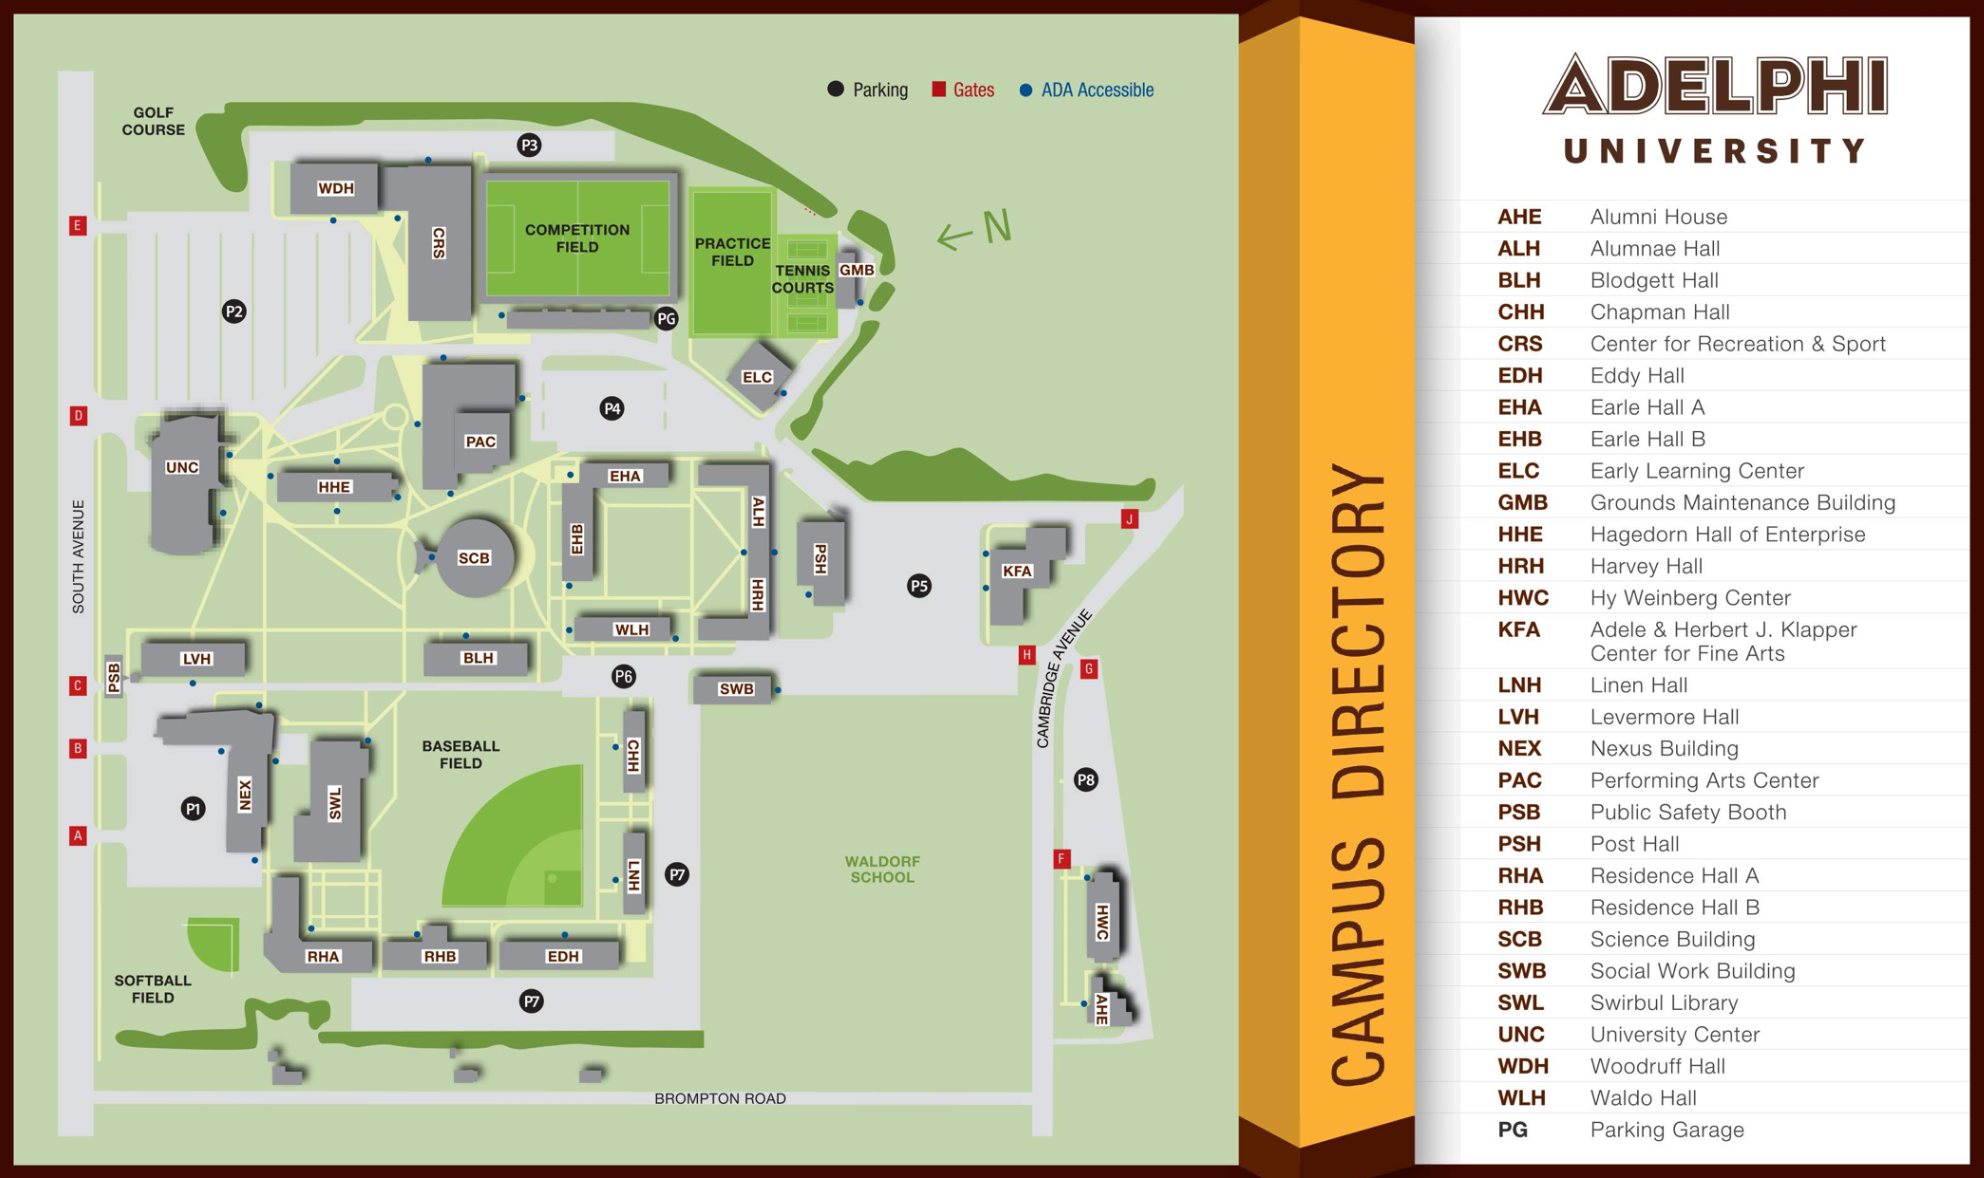 Parking
Gates
ADA Accessible
GOLF
COURSE
P3
WDH
CRS
COMPETITION
FIELD
PRACTICE
FIELD
TENNIS
COURTS
GMB
N
E
P2
PG
ELC
P4
D
UNC
HHE
PAC
EHA
EHB
ALH
HRH
PSH
SCB
KFA
P5
J
SOUTH AVENUE
WLH
LVH
BLH
PSB
C
P6
SWB
H
G
CAMBRIDGE AVENUE
B
NEX
SWL
BASEBALL
FIELD
CHH
P1
A
LNH
P7
WALDORF
SCHOOL
P8
F
HWC
AHE
RHA
RHB
EDH
SOFTBALL
FIELD
P7
BROMPTON ROAD
CAMPUS DIRECTORY
ADELPHI
UNIVERSITY
AHE Alumni House
ALH Alumnae Hall
BLH Blodgett Hall
CHH Chapman Hall
CRS Center for Recreation & Sport
EDH Eddy Hall
EHA Earle Hall A
EHB Earle Hall B
ELC Early Learning Center
GMB Grounds Maintenance Building
HHE Hagedorn Hall of Enterprise
HRH Harvey Hall
HWC Hy Weinberg Center
KFA Adele & Herbert J. Klapper
Center for Fine Arts
LNH Linen Hall
LVH Levermore Hall
NEX Nexus Building
PAC Performing Arts Center
PSB Public Safety Booth
PSH Post Hall
RHA Residence Hall A
RHB Residence Hall B
SCB Science Building
SWB Social Work Building
SWL Swirbul Library
UNC University Center
WDH Woodruff Hall
WLH Waldo Hall
PG Parking Garage